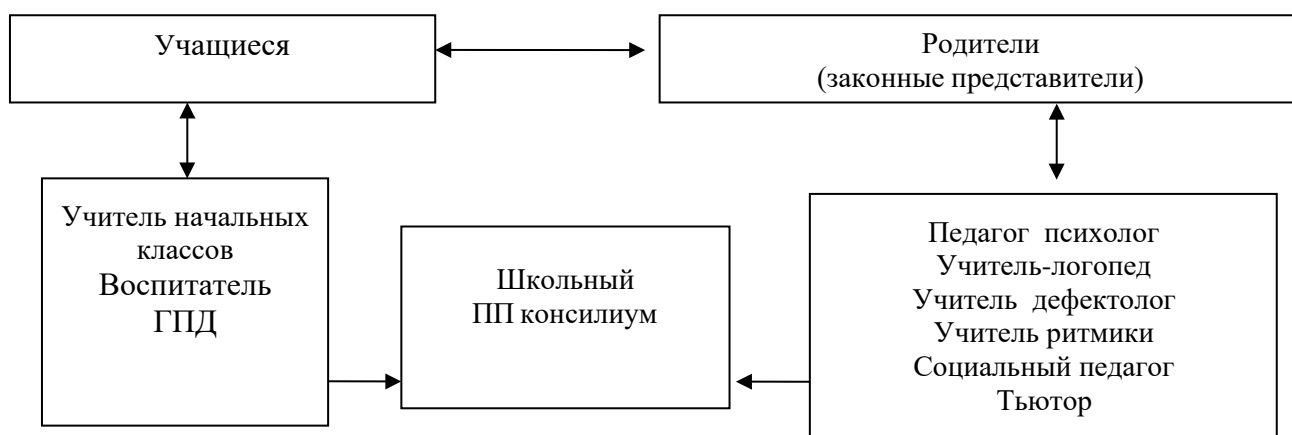 Учащиеся
Родители
(законные представители)
Учитель начальных
классов
Воспитатель
ГПД
Школьный
ПП консилиум
Педагог психолог
Учитель-логопед
Учитель дефектолог
Учитель ритмики
Социальный педагог
Тьютор